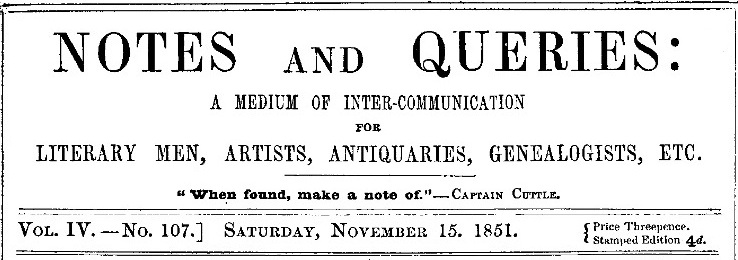 NOTES AND QUERIES:
A MEDIUM OF INTER-COMMUNICATION
FOR
LITERARY MEN, ARTISTS, ANTIQUARIES, GENEALOGISTS, ETC.
"When found, make a note of."—CAPTAIN CUTTLE.
VOL. IV.—No. 107.] SATURDAY, NOVEMBER 15. 1851. { Price Threepence.
Stamped Edition 4d.